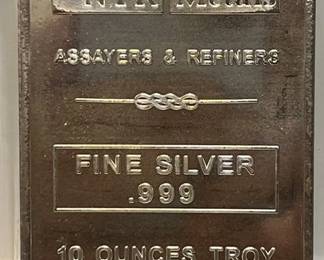 ASSAYERS & REFINERS
FINE SILVER
.999
10 OUNCES TROY